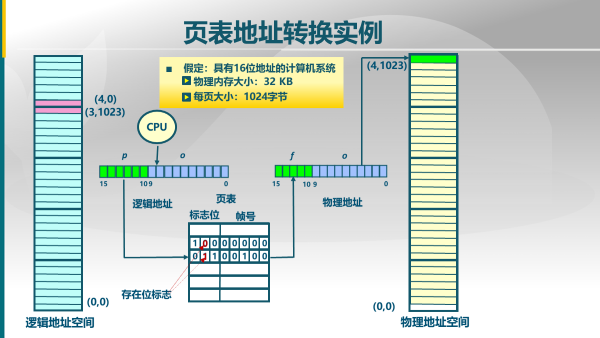 页表地址转换实例
假定：具有16位地址的计算机系统
物理内存大小：32 KB
每页大小：1024字节
(4,1023)
(4,0)
(3,1023)
CPU
p o
f o
15 10 9 0
15 10 9 0
逻辑地址
页表
物理地址
标志位 帧号
1 0 0 0 0 0 0 0
0 1 1 0 0 1 0 0
存在位标志
(0,0)
(0,0)
逻辑地址空间
物理地址空间